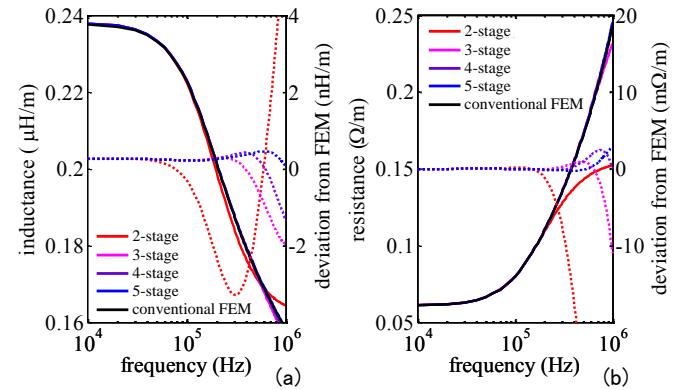 0.24
0.22
0.2
0.18
0.16
inductance ( μH/m)
4
2
0
-2
deviation from FEM (nH/m)
2-stage
3-stage
4-stage
5-stage
conventional FEM
10^4
10^5
10^6
frequency (Hz)
(a)
0.25
0.20
0.15
0.1
0.05
resistance (Ω/m)
20
10
0
-10
deviation from FEM (mΩ/m)
2-stage
3-stage
4-stage
5-stage
conventional FEM
10^4
10^5
10^6
frequency (Hz)
(b)